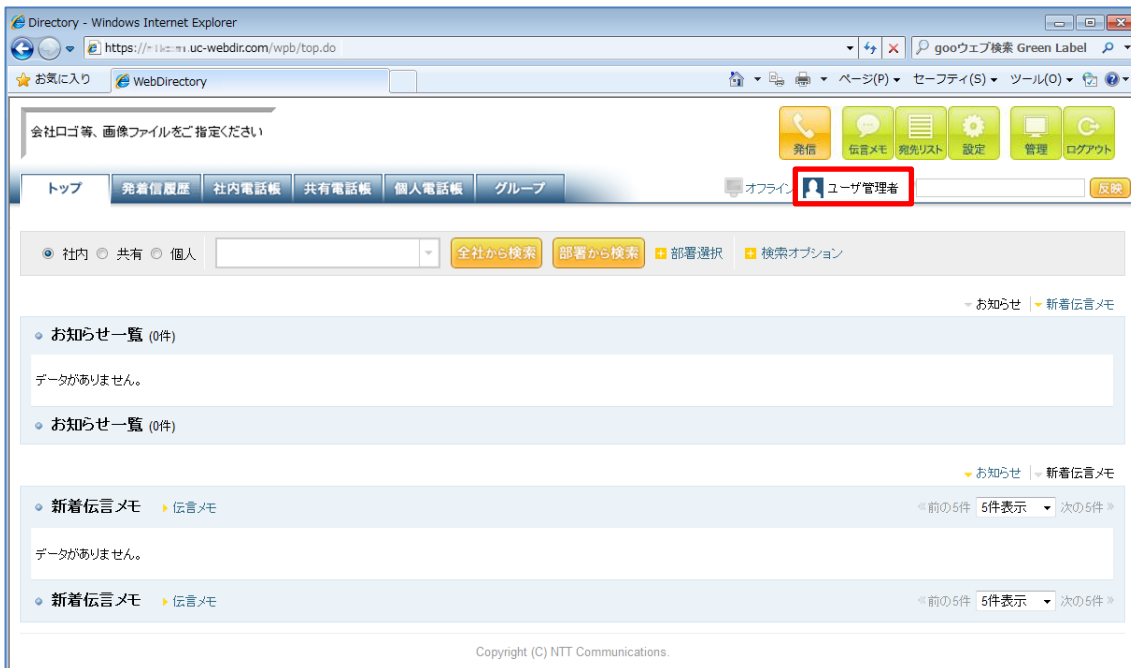 Directory - Windows Internet Explorer
https:// .uc-webdir.com/wpb/top.do
gooウェブ検索 Green Label
お気に入り WebDirectory ページ(P) セーフティ(S) ツール(O)
会社ロゴ等、画像ファイルをご指定ください
発信 伝言メモ 宛先リスト 設定 管理 ログアウト
トップ 発着信履歴 社内電話帳 共有電話帳 個人電話帳 グループ オフライン ユーザ管理者 反映
社内 共有 個人 全社から検索 部署から検索 部署選択 検索オプション
お知らせ 新着伝言メモ
お知らせ一覧 (0件)
データがありません。
お知らせ一覧 (0件)
お知らせ 新着伝言メモ
新着伝言メモ 伝言メモ «前の5件 5件表示 次の5件»
データがありません。
新着伝言メモ 伝言メモ «前の5件 5件表示 次の5件»
Copyright (C) NTT Communications.